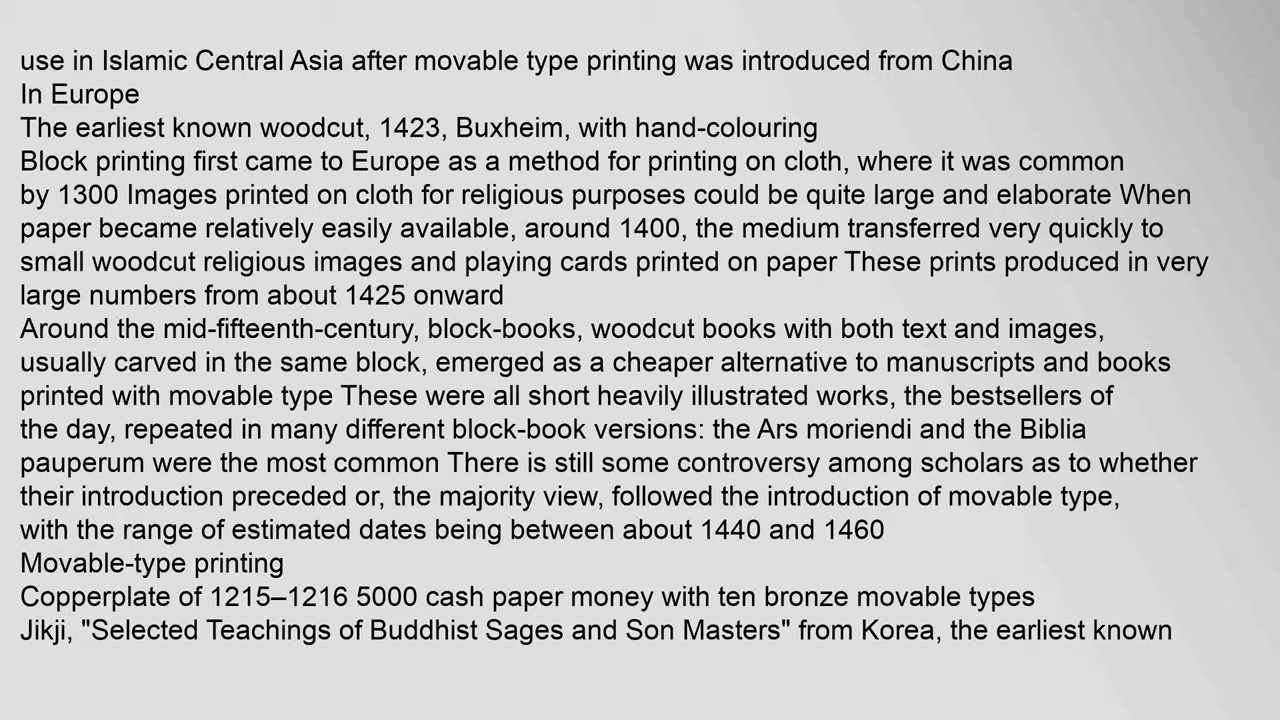 use in Islamic Central Asia after movable type printing was introduced from China
In Europe
The earliest known woodcut, 1423, Buxheim, with hand-colouring
Block printing first came to Europe as a method for printing on cloth, where it was common
by 1300 Images printed on cloth for religious purposes could be quite large and elaborate When
paper became relatively easily available, around 1400, the medium transferred very quickly to
small woodcut religious images and playing cards printed on paper These prints produced in very
large numbers from about 1425 onward
Around the mid-fifteenth-century, block-books, woodcut books with both text and images,
usually carved in the same block, emerged as a cheaper alternative to manuscripts and books
printed with movable type These were all short heavily illustrated works, the bestsellers of
the day, repeated in many different block-book versions: the Ars moriendi and the Biblia
pauperum were the most common There is still some controversy among scholars as to whether
their introduction preceded or, the majority view, followed the introduction of movable type,
with the range of estimated dates being between about 1440 and 1460
Movable-type printing
Copperplate of 1215–1216 5000 cash paper money with ten bronze movable types
Jikji, "Selected Teachings of Buddhist Sages and Son Masters" from Korea, the earliest known